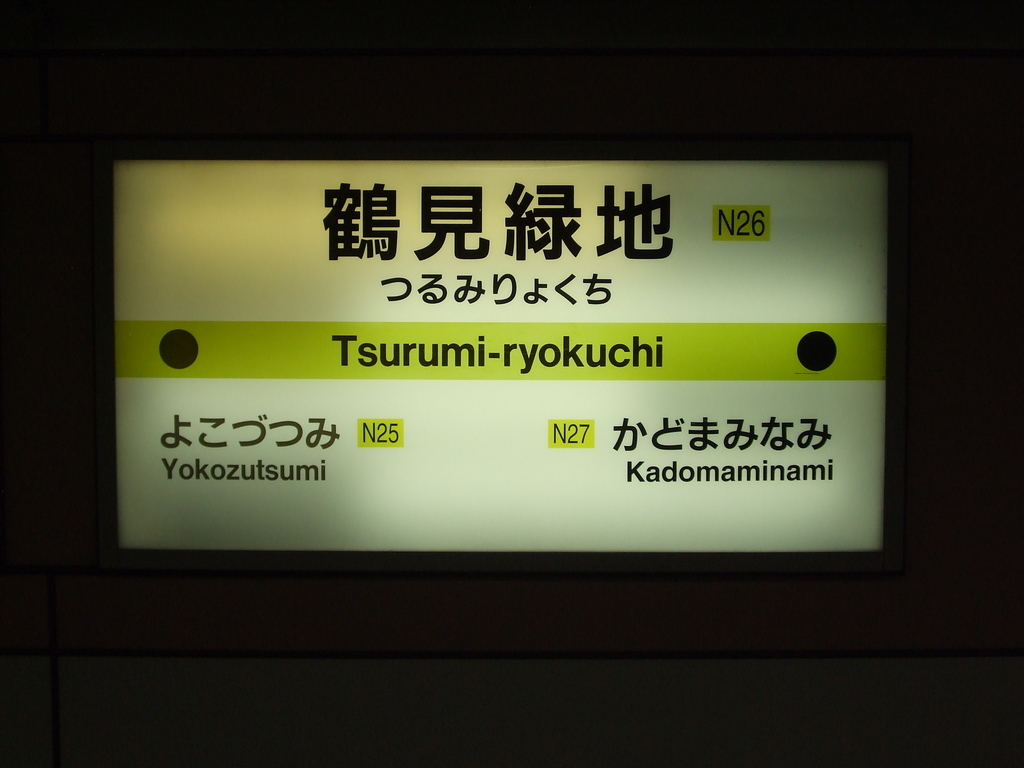 鶴見緑地 N26
つるみりょくち
Tsurumi-ryokuchi
よこづつみ N25 N27 かどまみなみ
Yokozutsumi Kadomaminami